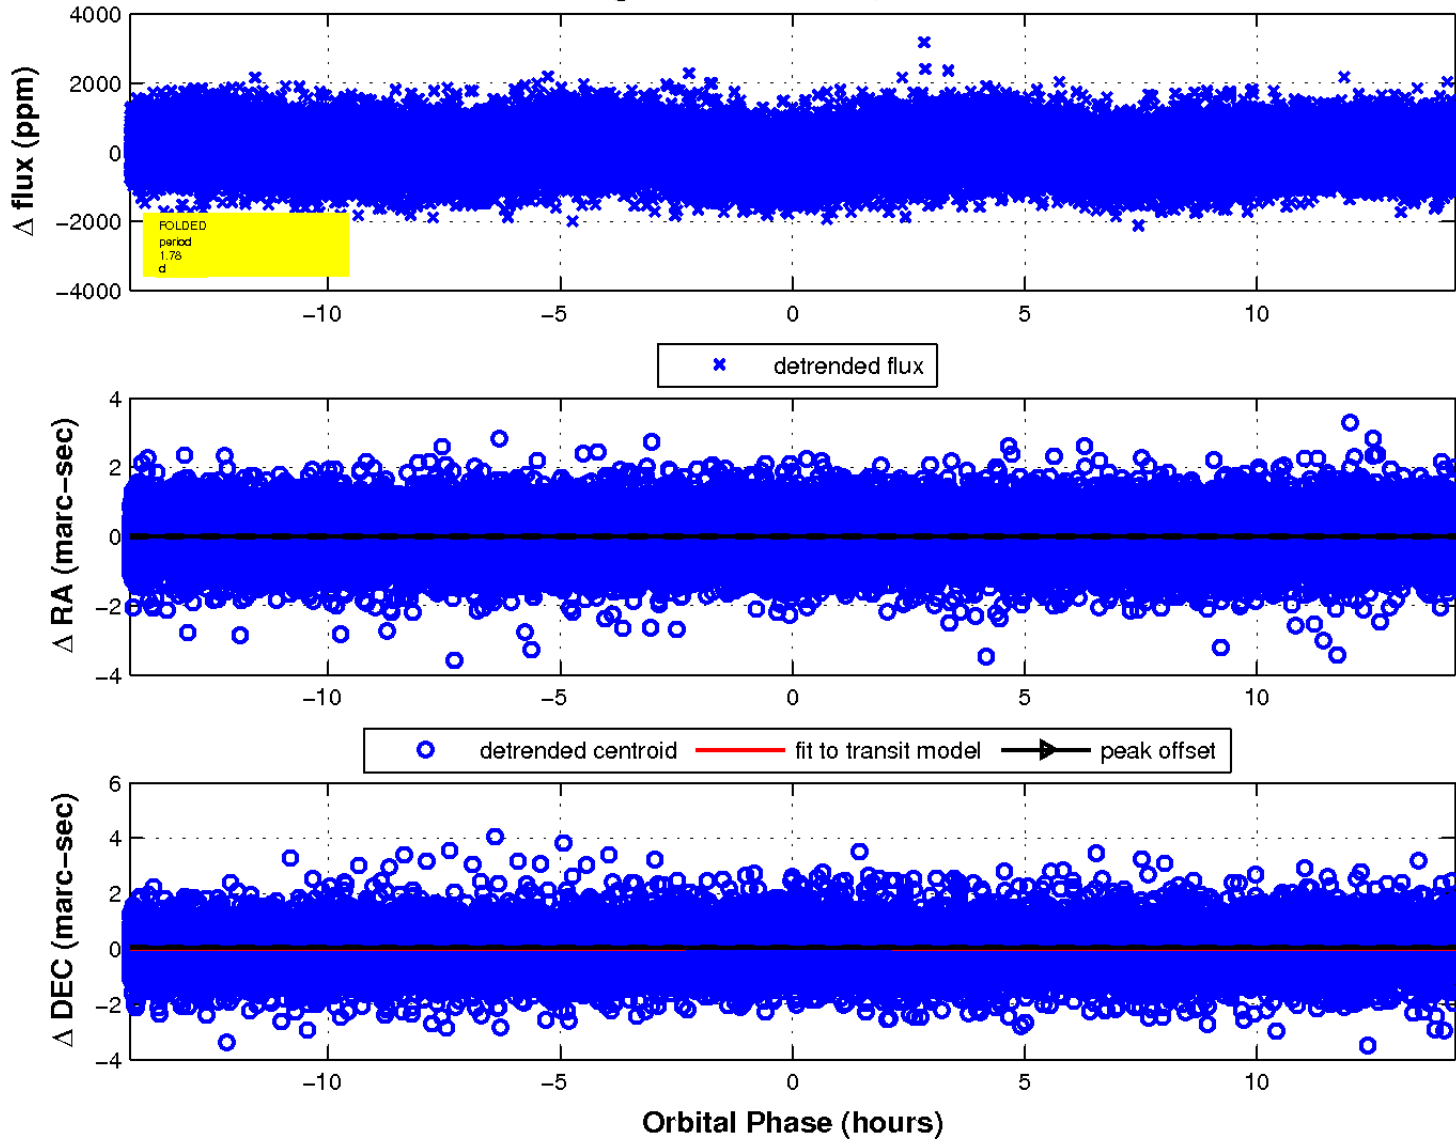 4000
2000
0
−2000
−4000
Δ flux (ppm)
FOLDED
period
1.78
d
−10
−5
0
5
10
detrended flux
4
2
0
−2
−4
Δ RA (marc−sec)
−10
−5
0
5
10
detrended centroid
fit to transit model
peak offset
6
4
2
0
−2
−4
Δ DEC (marc−sec)
−10
−5
0
5
10
Orbital Phase (hours)